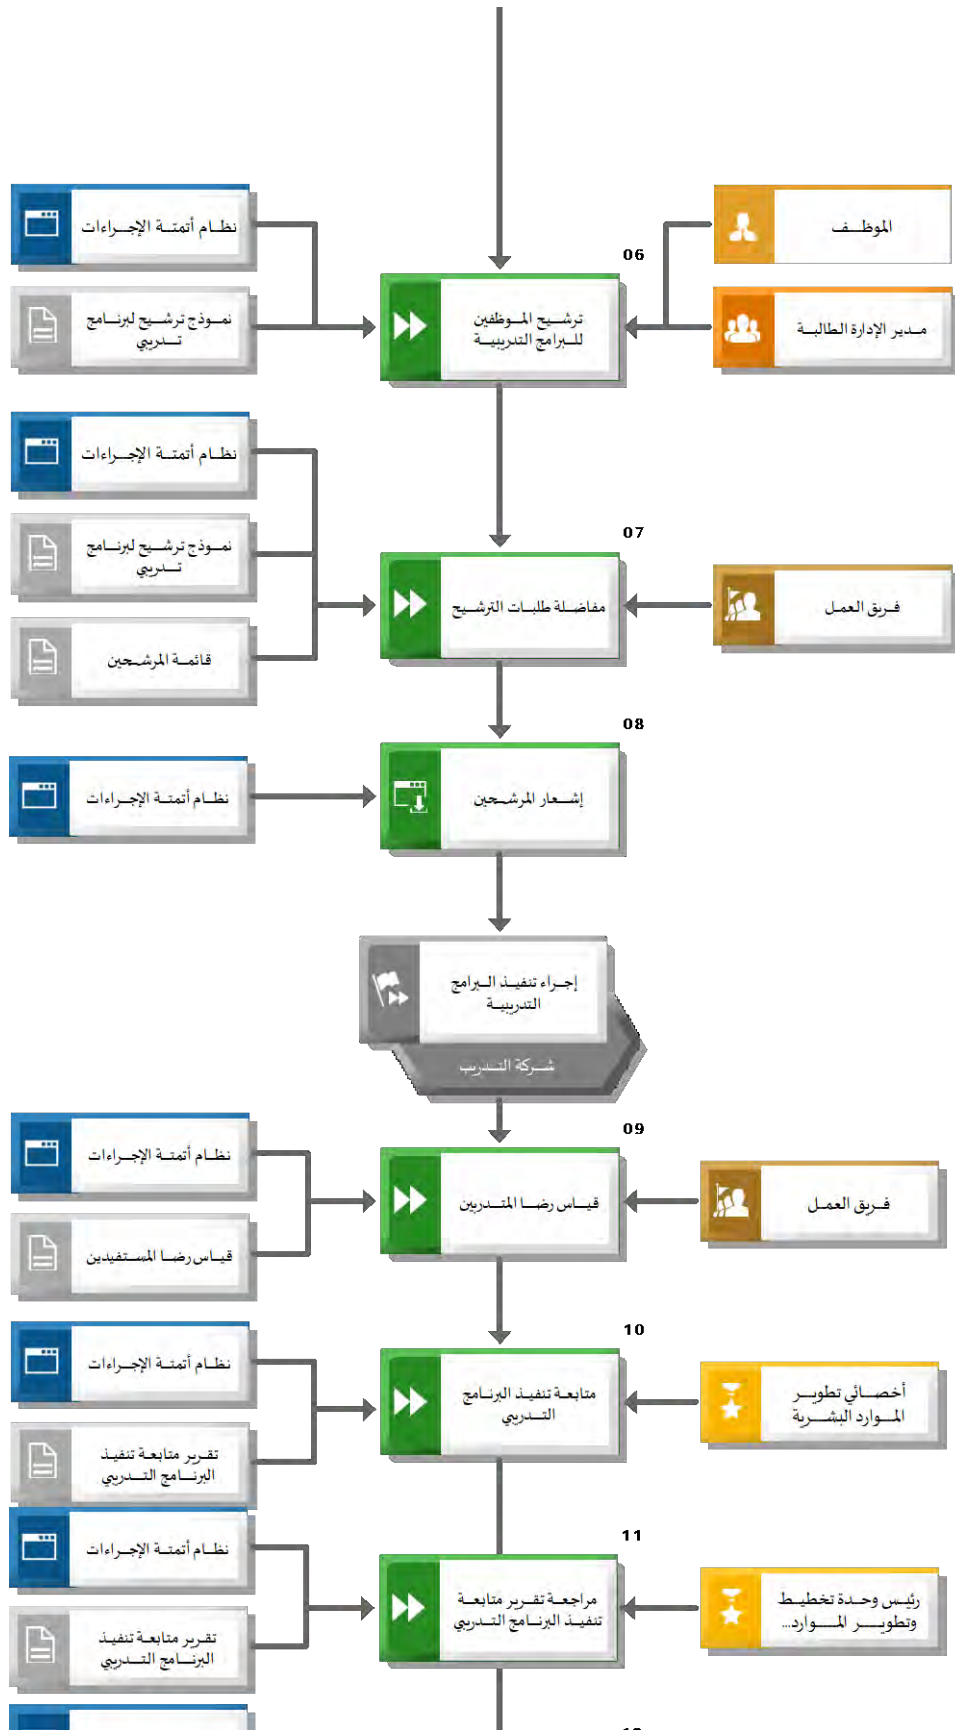 الموظف
نظام أتمتة الإجراءات
06
مدير الإدارة الطالبة
ترشيح الموظفين
للبرامج التدريبية
نموذج ترشيح لبرنامج
تدريبي
نظام أتمتة الإجراءات
07
نموذج ترشيح لبرنامج
تدريبي
فريق العمل
مفاضلة طلبات الترشيح
قائمة المرشحين
08
إشعار المرشحين
نظام أتمتة الإجراءات
إجراء تنفيذ البرامج
التدريبية
شركة التدريب
09
نظام أتمتة الإجراءات
فريق العمل
قياس رضا المتدربين
قياس رضا المستفيدين
10
نظام أتمتة الإجراءات
أخصائي تطوير
الموارد البشرية
متابعة تنفيذ البرنامج
التدريبي
تقرير متابعة تنفيذ
البرنامج التدريبي
11
نظام أتمتة الإجراءات
رئيس وحدة تخطيط
وتطوير الموارد...
مراجعة تقرير متابعة
تنفيذ البرنامج التدريبي
تقرير متابعة تنفيذ
البرنامج التدريبي